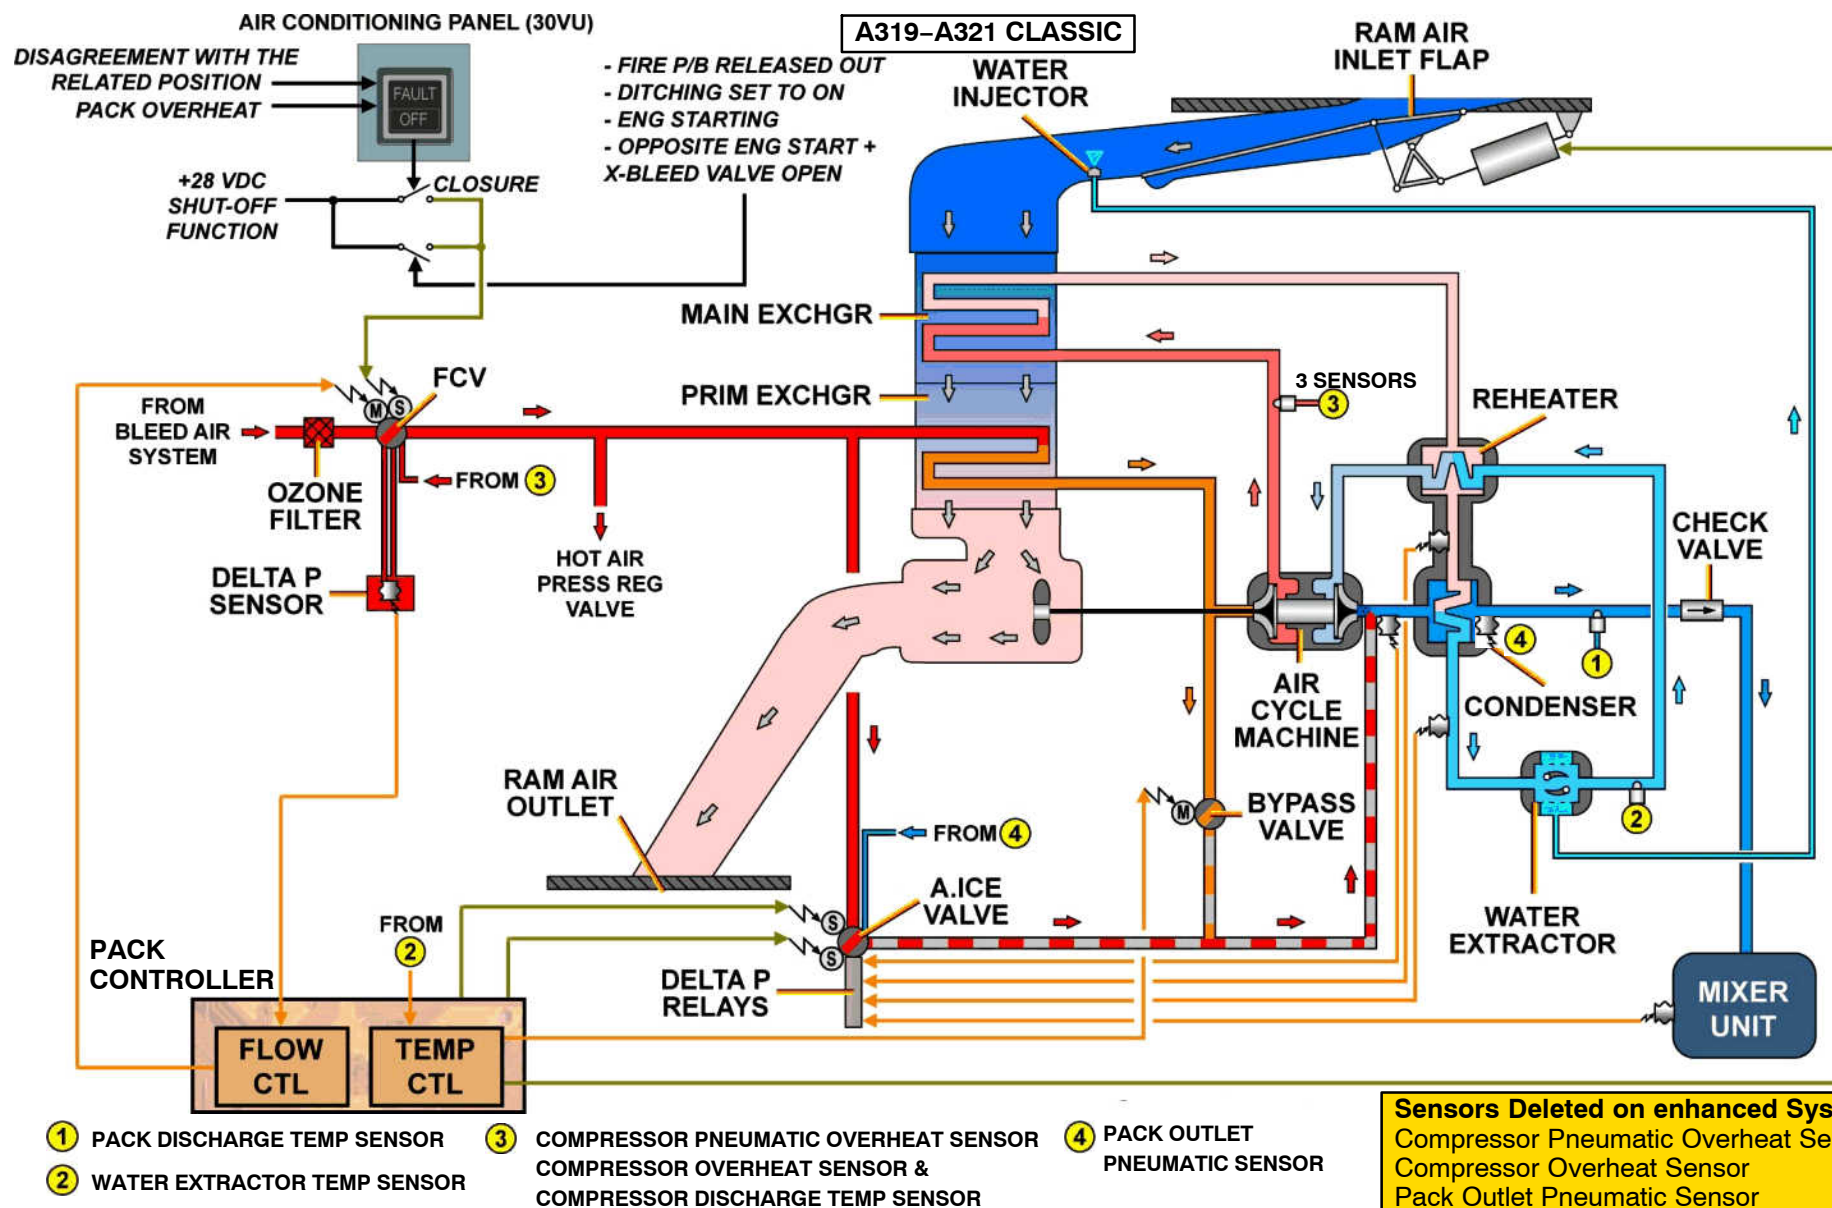 AIR CONDITIONING PANEL (30VU)
A319–A321 CLASSIC
DISAGREEMENT WITH THE
RELATED POSITION
PACK OVERHEAT
FAULT
OFF
- FIRE P/B RELEASED OUT
- DITCHING SET TO ON
- ENG STARTING
- OPPOSITE ENG START +
X-BLEED VALVE OPEN
WATER
INJECTOR
RAM AIR
INLET FLAP
+28 VDC
SHUT-OFF
FUNCTION
CLOSURE
MAIN EXCHGR
PRIM EXCHGR
3 SENSORS
3
REHEATER
FCV
M
S
FROM
BLEED AIR
SYSTEM
OZONE
FILTER
FROM 3
HOT AIR
PRESS REG
VALVE
DELTA P
SENSOR
CHECK
VALVE
4
1
CONDENSER
AIR
CYCLE
MACHINE
RAM AIR
OUTLET
FROM 4
M
BYPASS
VALVE
2
A.ICE
VALVE
S
S
WATER
EXTRACTOR
FROM
2
DELTA P
RELAYS
PACK
CONTROLLER
FLOW
CTL
TEMP
CTL
MIXER
UNIT
1 PACK DISCHARGE TEMP SENSOR
2 WATER EXTRACTOR TEMP SENSOR
3 COMPRESSOR PNEUMATIC OVERHEAT SENSOR
COMPRESSOR OVERHEAT SENSOR &
COMPRESSOR DISCHARGE TEMP SENSOR
4 PACK OUTLET
PNEUMATIC SENSOR
Sensors Deleted on enhanced Sys
Compressor Pneumatic Overheat Se
Compressor Overheat Sensor
Pack Outlet Pneumatic Sensor